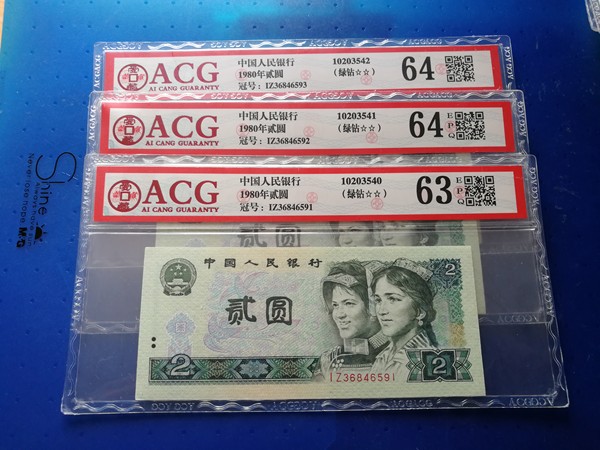 ACG
AI CANG GUARANTY
中国人民银行
1980年贰圆
冠号：IZ36846593
10203542
（绿钻☆☆）
64
ACG
AI CANG GUARANTY
中国人民银行
1980年贰圆
冠号：IZ36846592
10203541
（绿钻☆☆）
64
EPQ
ACG
AI CANG GUARANTY
中国人民银行
1980年贰圆
冠号：IZ36846591
10203540
（绿钻☆☆）
63
EPQ
中国人民银行
2
贰圆
2
IZ36846591
2
Shine